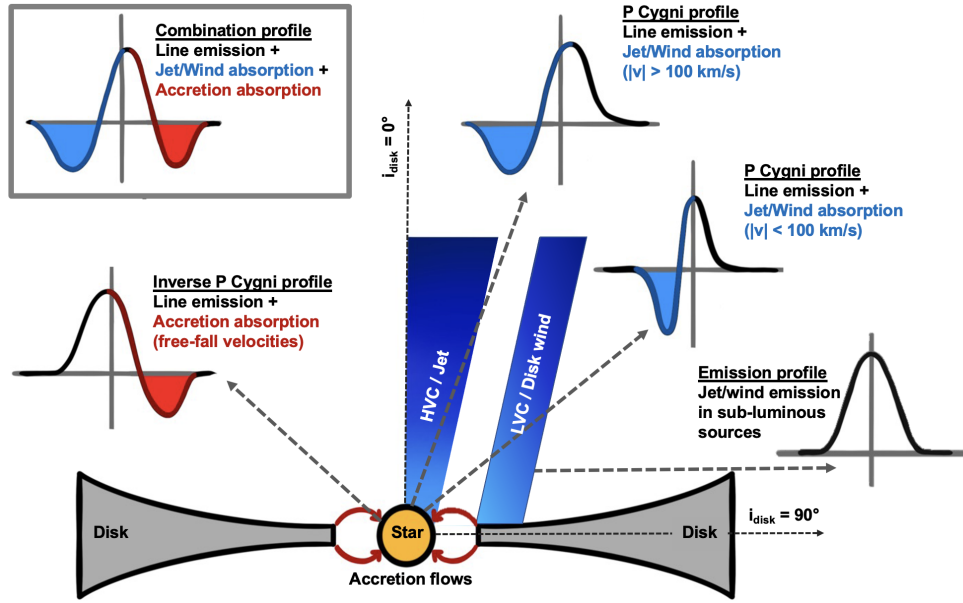 Combination profile
Line emission +
Jet/Wind absorption +
Accretion absorption
P Cygni profile
Line emission +
Jet/Wind absorption
(|v| > 100 km/s)
i_disk = 0°
P Cygni profile
Line emission +
Jet/Wind absorption
(|v| < 100 km/s)
Inverse P Cygni profile
Line emission +
Accretion absorption
(free-fall velocities)
HVC / Jet
LVC / Disk wind
Emission profile
Jet/wind emission
in sub-luminous
sources
Disk
Star
Disk
i_disk = 90°
Accretion flows